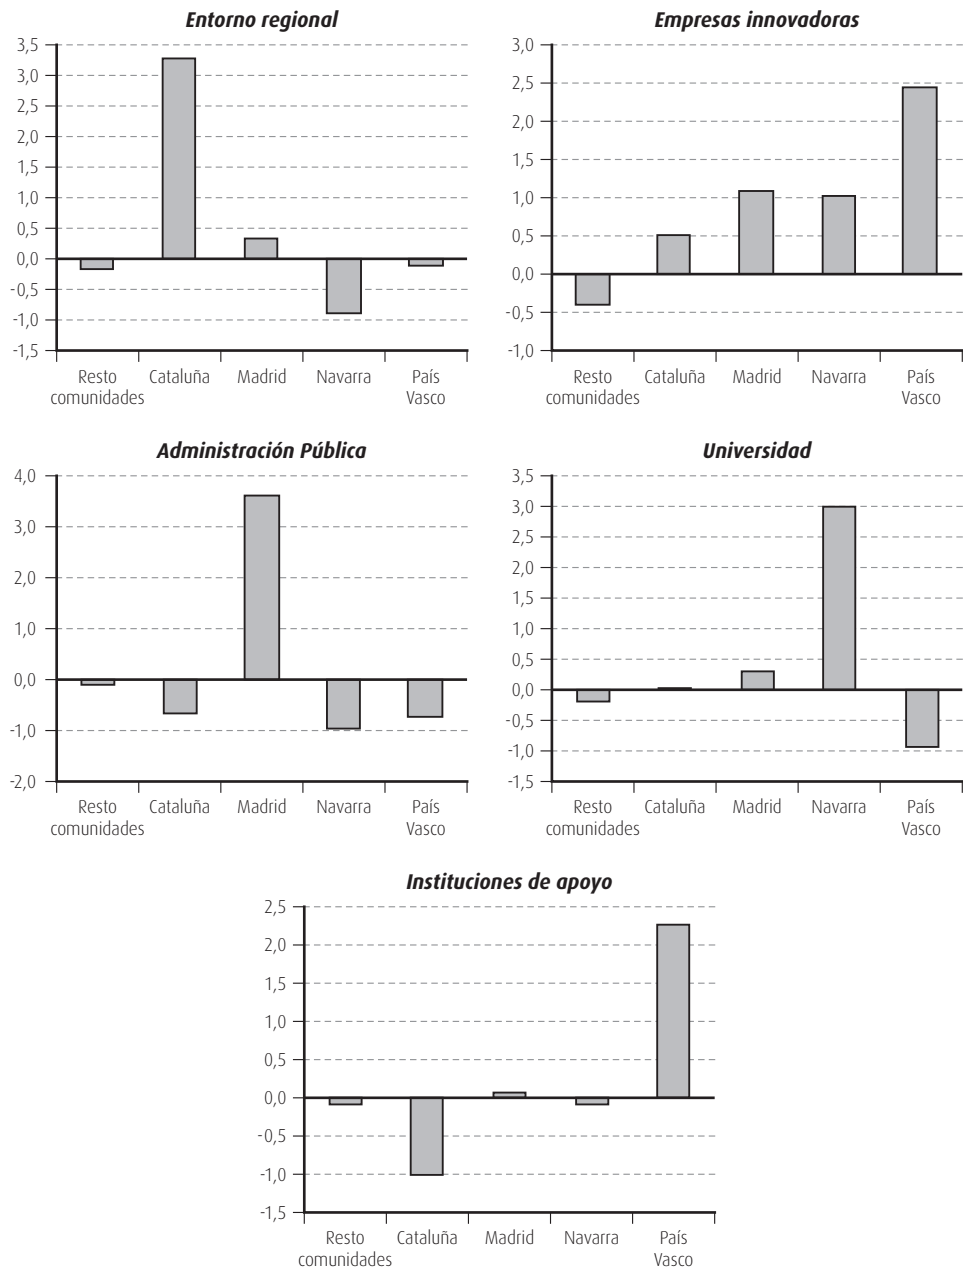 Entorno regional
3,5
3,0
2,5
2,0
1,5
1,0
0,5
0,0
-0,5
-1,0
-1,5
Resto comunidades
Cataluña
Madrid
Navarra
País Vasco
Empresas innovadoras
3,0
2,5
2,0
1,5
1,0
0,5
0,0
-0,5
-1,0
Resto comunidades
Cataluña
Madrid
Navarra
País Vasco
Administración Pública
4,0
3,0
2,0
1,0
0,0
-1,0
-2,0
Resto comunidades
Cataluña
Madrid
Navarra
País Vasco
Universidad
3,5
3,0
2,5
2,0
1,5
1,0
0,5
0,0
-0,5
-1,0
-1,5
Resto comunidades
Cataluña
Madrid
Navarra
País Vasco
Instituciones de apoyo
2,5
2,0
1,5
1,0
0,5
0,0
-0,5
-1,0
-1,5
Resto comunidades
Cataluña
Madrid
Navarra
País Vasco